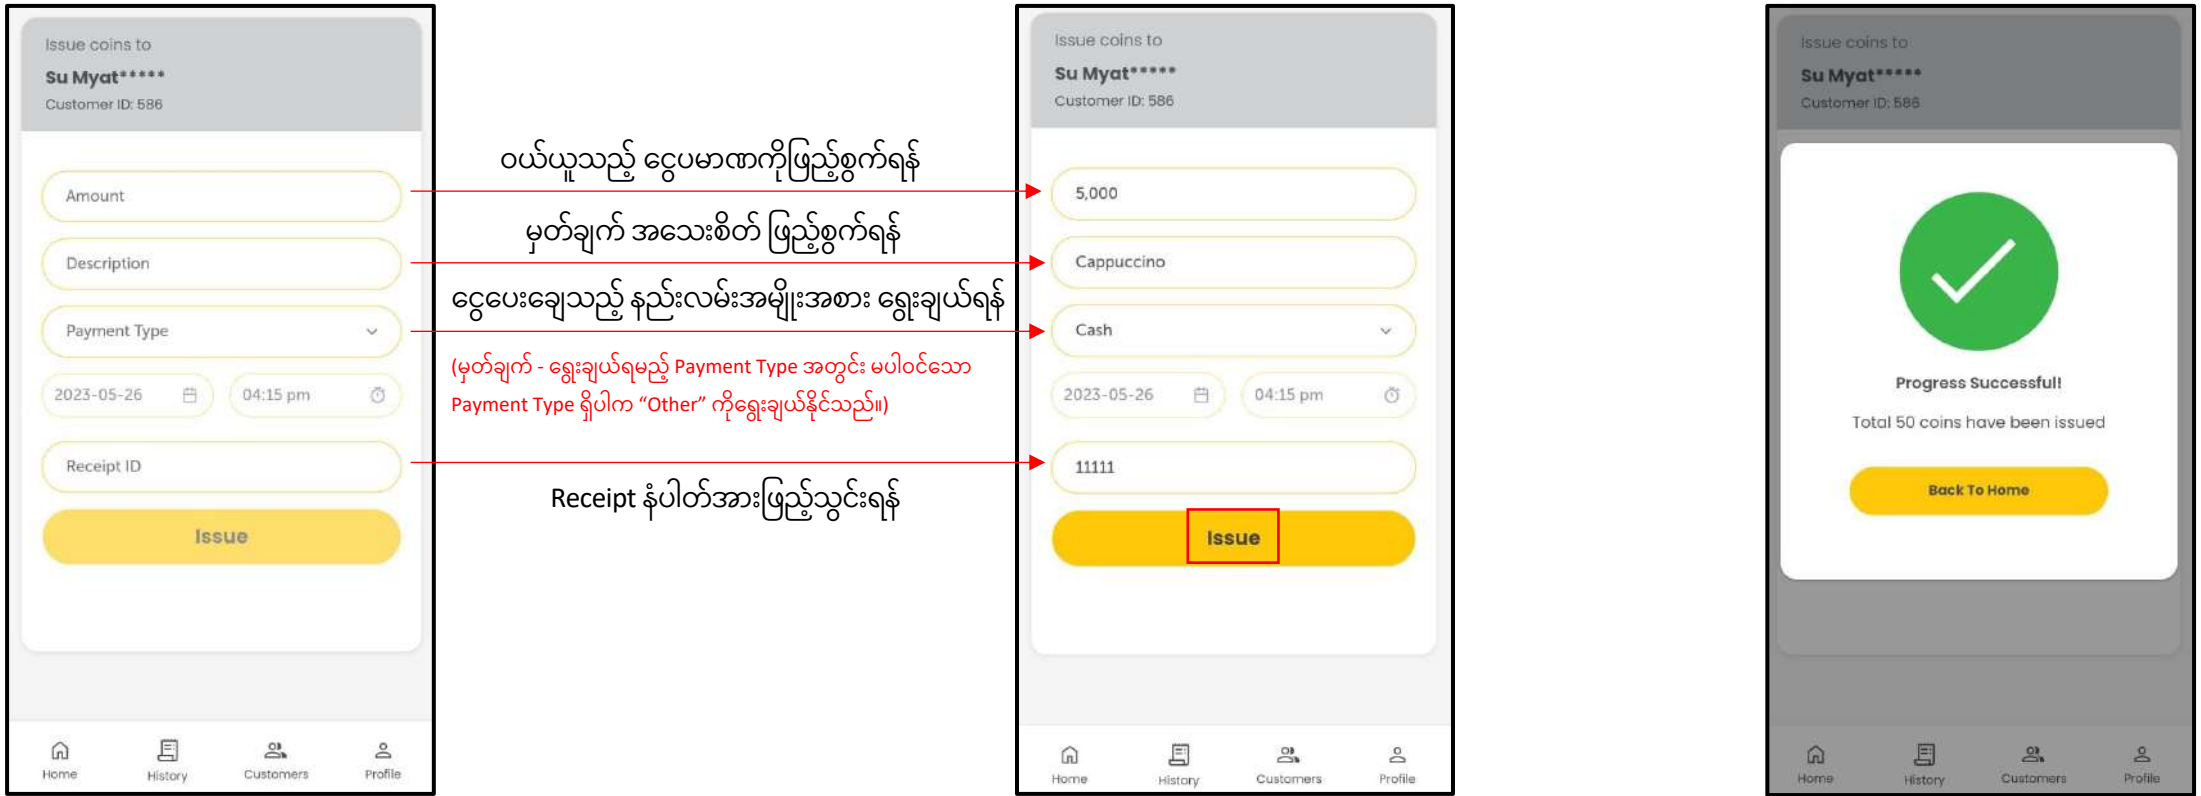 Issue coins to
Su Myat*****
Customer ID: 586
Amount
Description
Payment Type
2023-05-26
04:15 pm
Receipt ID
Issue
Home
History
Customers
Profile
ဝယ်ယူသည့် ငွေပမာဏကိုဖြည့်စွက်ရန်
မှတ်ချက် အသေးစိတ် ဖြည့်စွက်ရန်
ငွေပေးချေသည့် နည်းလမ်းအမျိုးအစား ရွေးချယ်ရန်
(မှတ်ချက် - ရွေးချယ်ရမည့် Payment Type အတွင်း မပါဝင်သော
Payment Type ရှိပါက “Other” ကိုရွေးချယ်နိုင်သည်။)
Receipt နံပါတ်အားဖြည့်သွင်းရန်
Issue coins to
Su Myat*****
Customer ID: 586
5,000
Cappuccino
Cash
2023-05-26
04:15 pm
11111
Issue
Home
History
Customers
Profile
Issue coins to
Su Myat*****
Customer ID: 586
Progress Successful!
Total 50 coins have been issued
Back To Home
Home
History
Customers
Profile